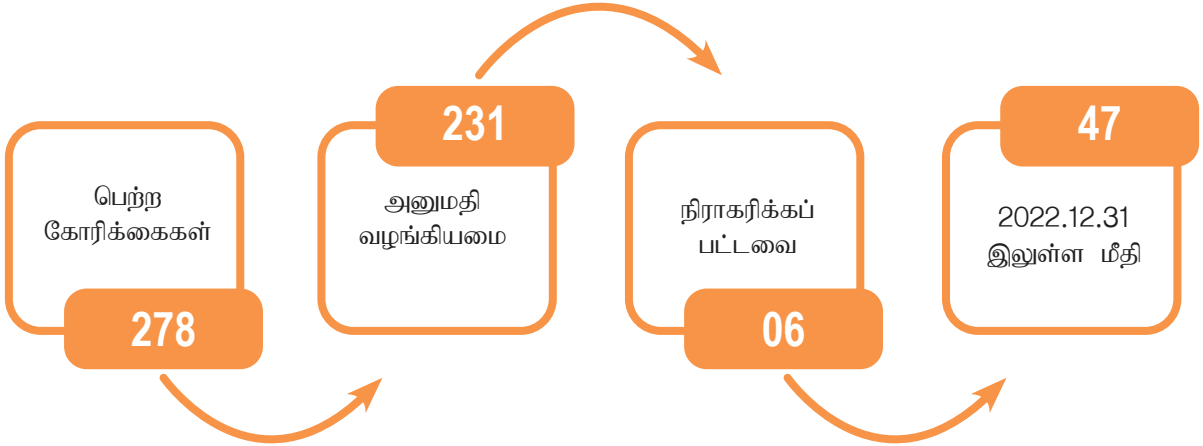 பெற்ற
கோரிக்கைகள்
278
231
அனுமதி
வழங்கியமை
நிராகரிக்கப்
பட்டவை
06
47
2022.12.31
இலுள்ள மீதி